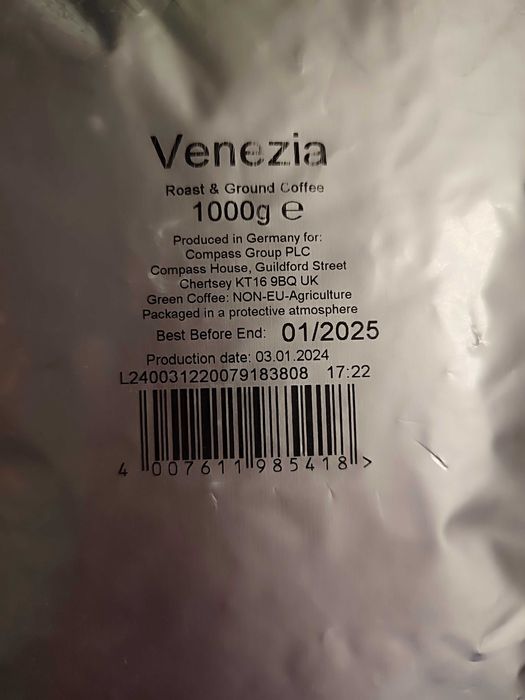 Venezia
Roast & Ground Coffee
1000g ℮
Produced in Germany for:
Compass Group PLC
Compass House, Guildford Street
Chertsey KT16 9BQ UK
Green Coffee: NON-EU-Agriculture
Packaged in a protective atmosphere
Best Before End: 01/2025
Production date: 03.01.2024
L240031220079183808 17:22
4 007611 985418 >